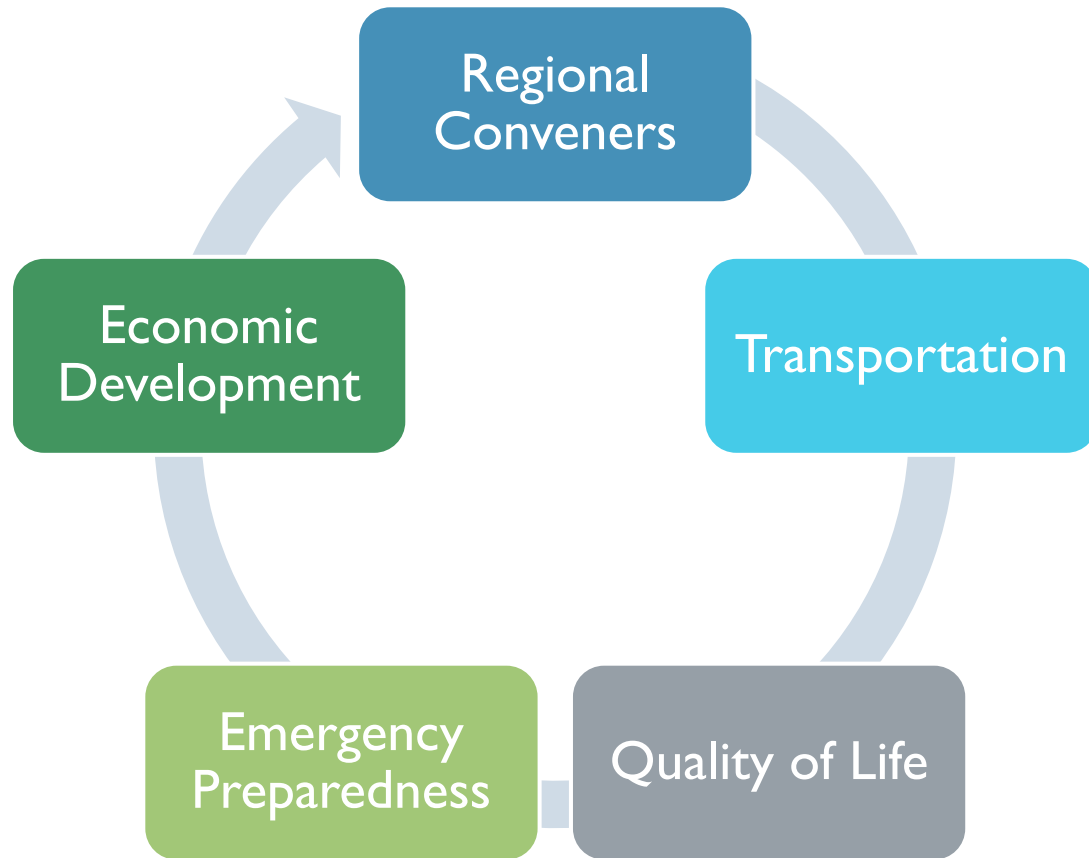 Regional
Conveners
Transportation
Quality of Life
Emergency
Preparedness
Economic
Development